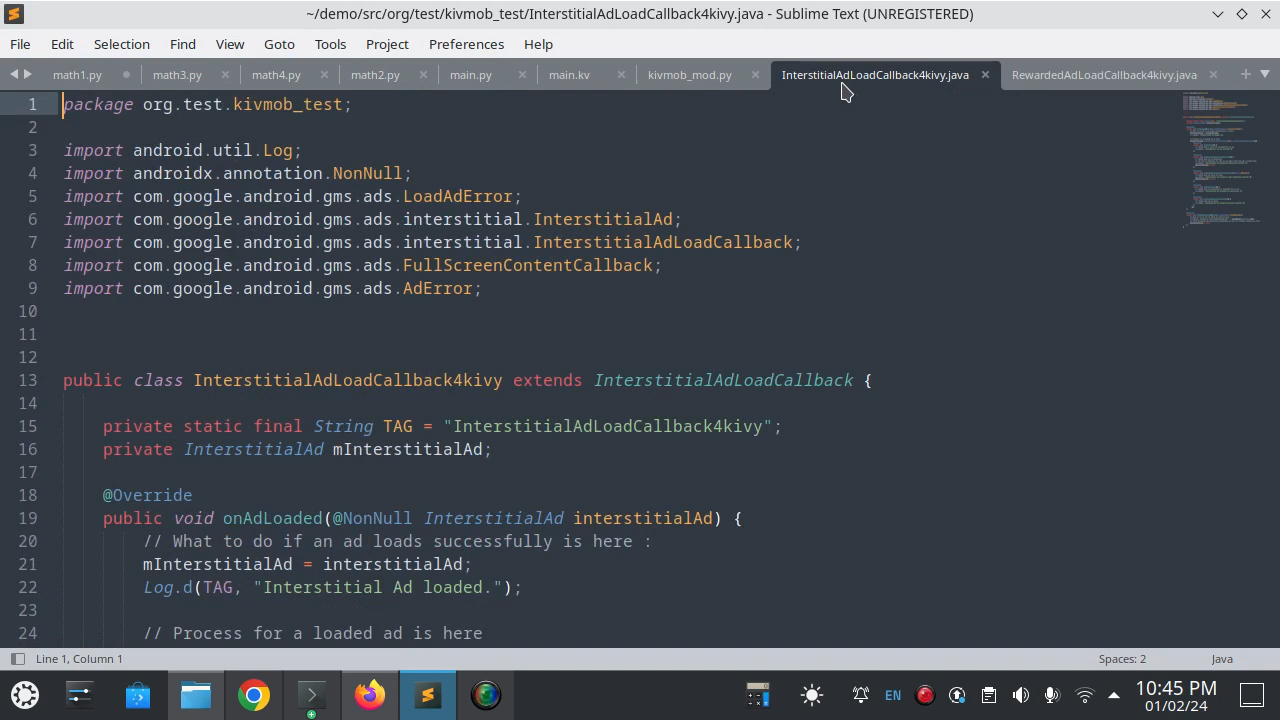 ~/demo/src/org/test/kivmob_test/InterstitialAdLoadCallback4kivy.java - Sublime Text (UNREGISTERED)
File Edit Selection Find View Goto Tools Project Preferences Help
math1.py math3.py math4.py math2.py main.py main.kv kivmob_mod.py InterstitialAdLoadCallback4kivy.java RewardedAdLoadCallback4kivy.java
1 package org.test.kivmob_test;
2
3 import android.util.Log;
4 import androidx.annotation.NonNull;
5 import com.google.android.gms.ads.LoadAdError;
6 import com.google.android.gms.ads.interstitial.InterstitialAd;
7 import com.google.android.gms.ads.interstitial.InterstitialAdLoadCallback;
8 import com.google.android.gms.ads.FullScreenContentCallback;
9 import com.google.android.gms.ads.AdError;
10
11
12
13 public class InterstitialAdLoadCallback4kivy extends InterstitialAdLoadCallback {
14
15 private static final String TAG = "InterstitialAdLoadCallback4kivy";
16 private InterstitialAd mInterstitialAd;
17
18 @Override
19 public void onAdLoaded(@NonNull InterstitialAd interstitialAd) {
20 // What to do if an ad loads successfully is here :
21 mInterstitialAd = interstitialAd;
22 Log.d(TAG, "Interstitial Ad loaded.");
23
24 // Process for a loaded ad is here
Line 1, Column 1 Spaces: 2 Java
EN 10:45 PM
01/02/24